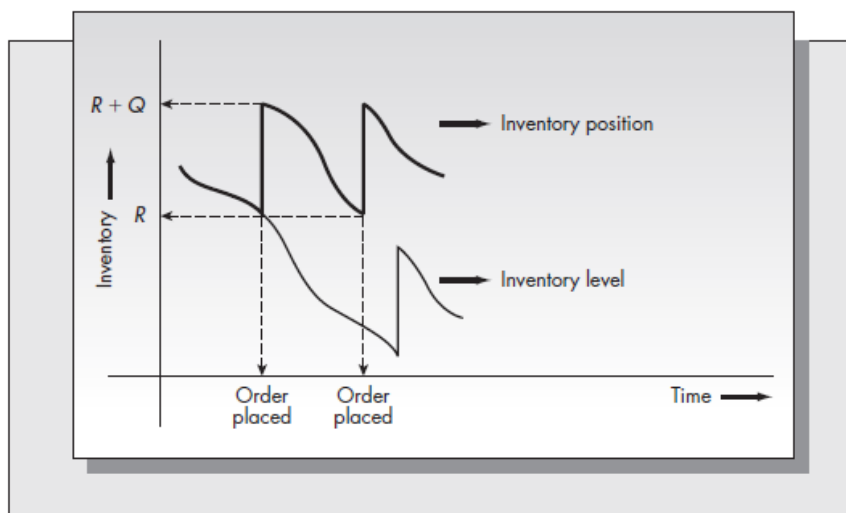 R + Q
Inventory position
R
Inventory
Inventory level
Order
placed
Order
placed
Time